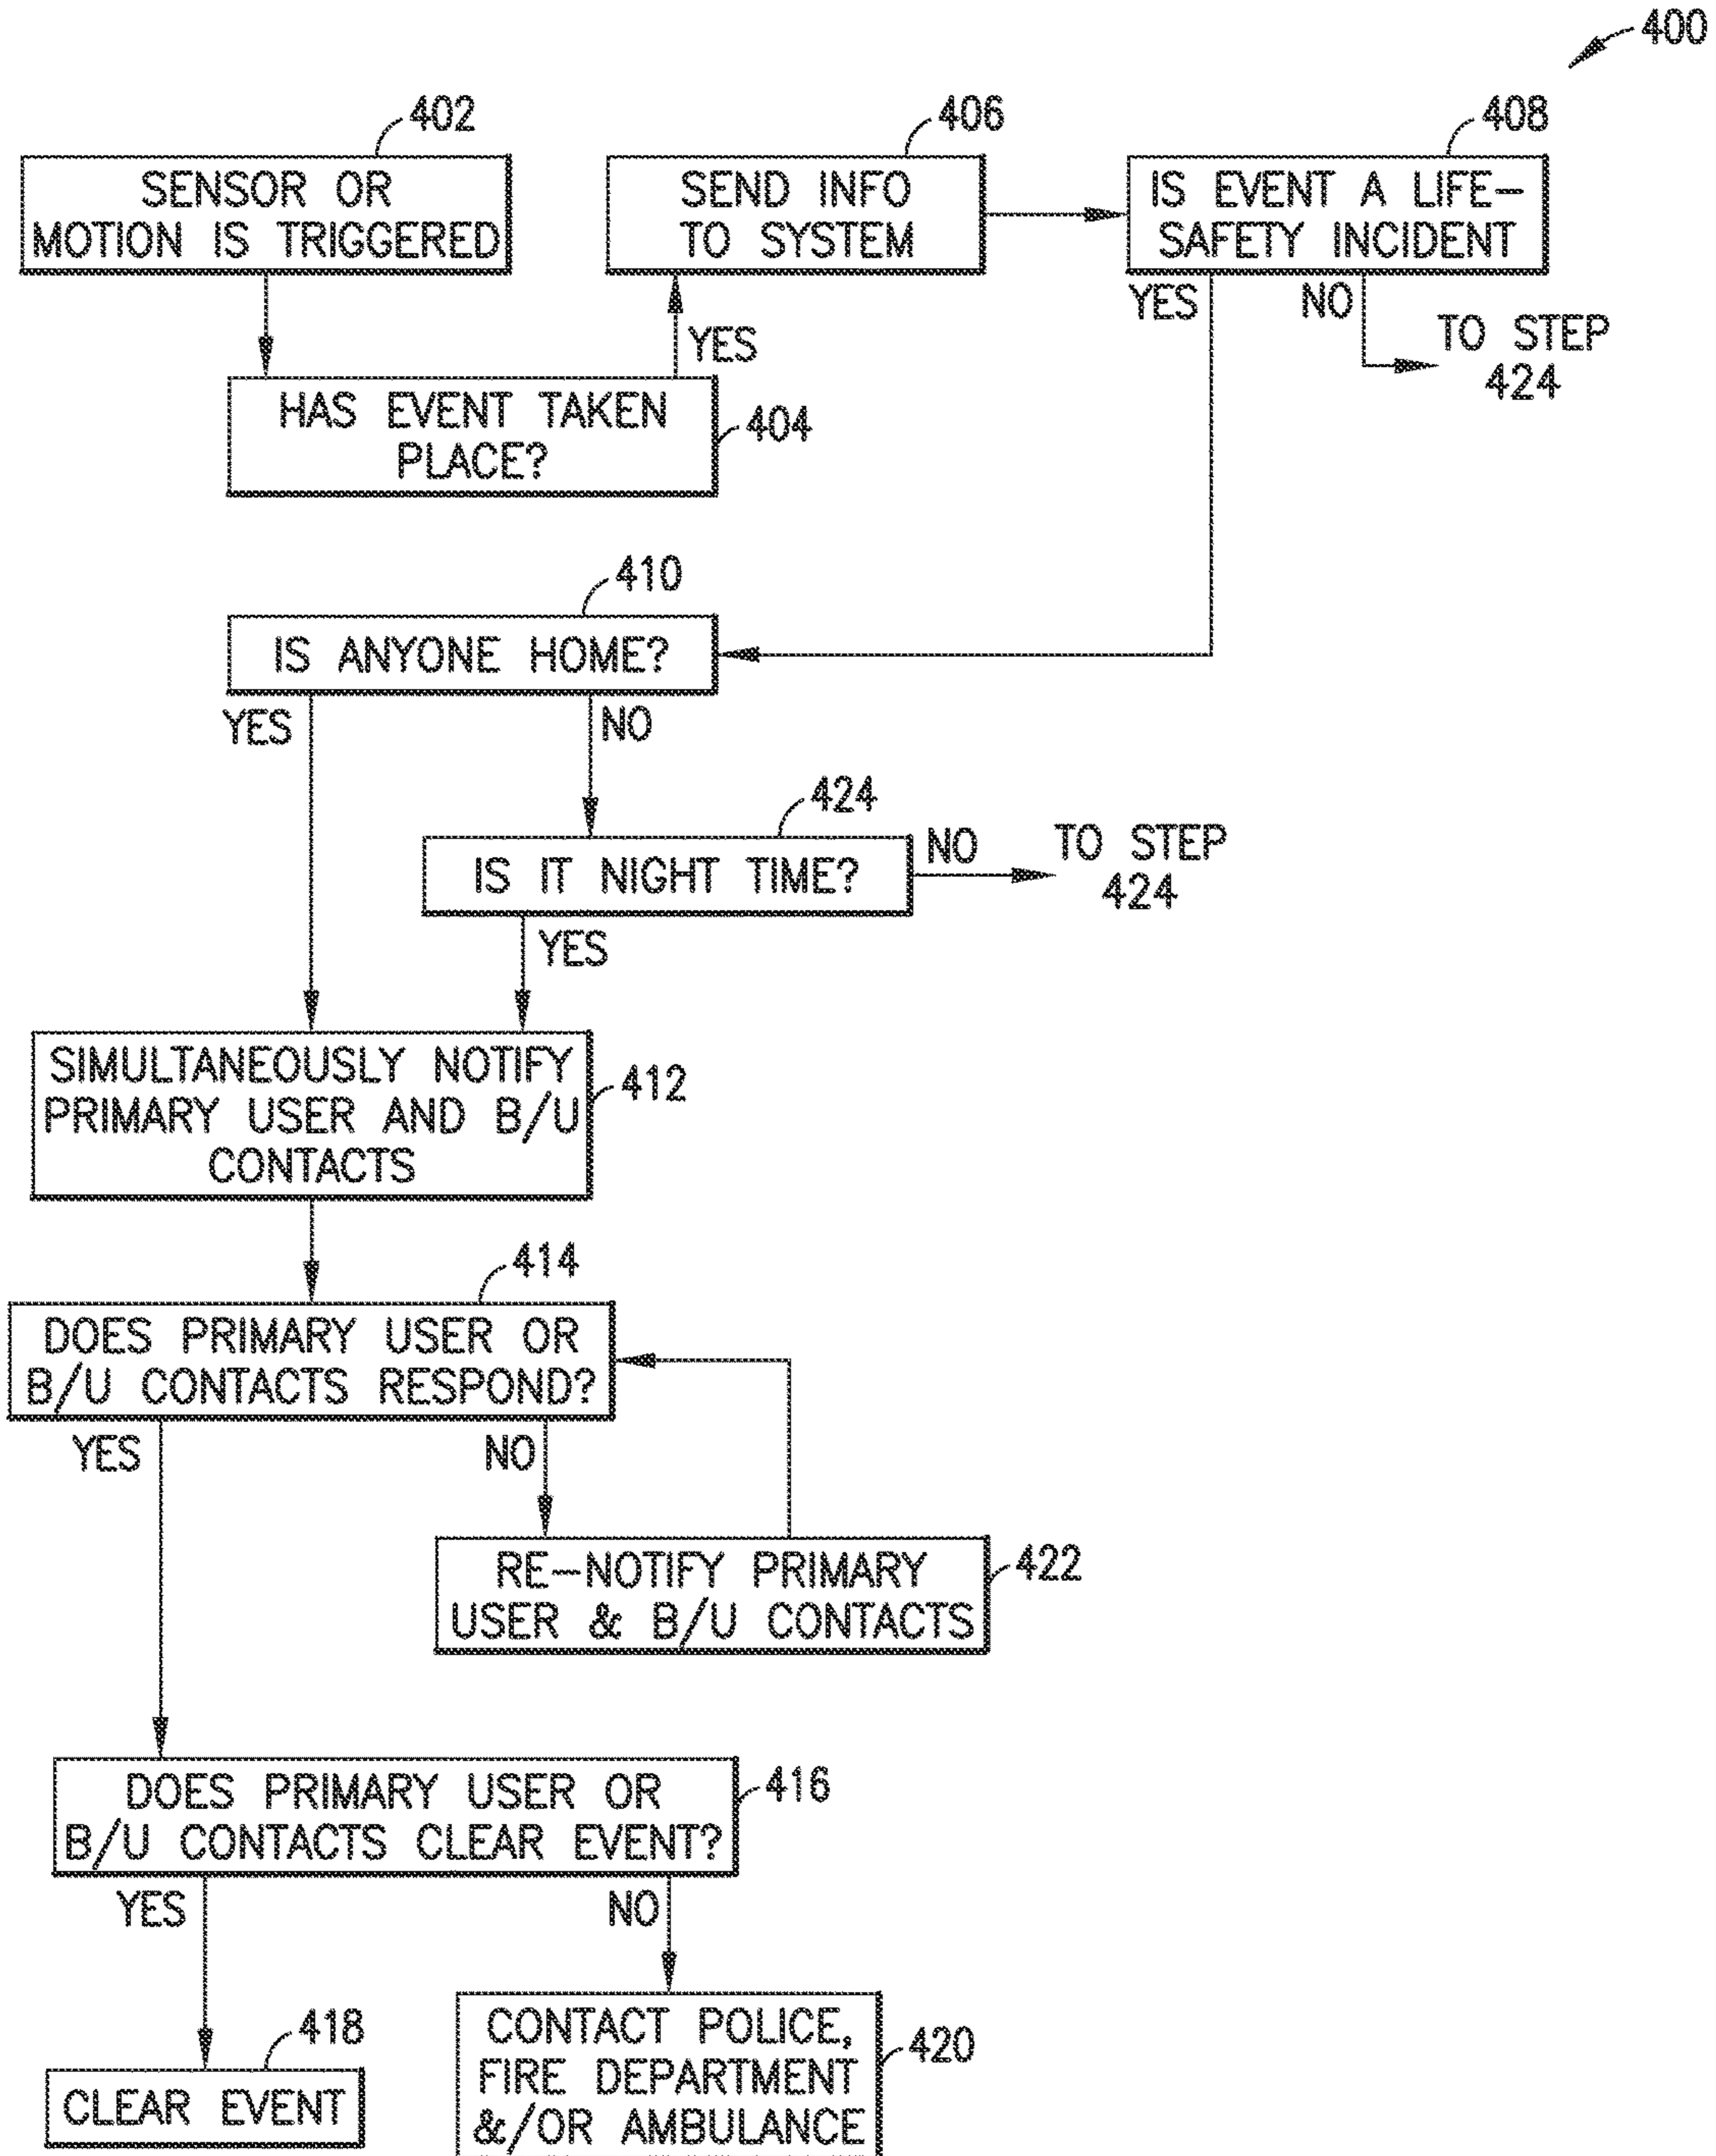 400
402
SENSOR OR
MOTION IS TRIGGERED
406
SEND INFO
TO SYSTEM
408
IS EVENT A LIFE-
SAFETY INCIDENT
YES
NO
TO STEP
424
YES
HAS EVENT TAKEN
PLACE?
404
410
IS ANYONE HOME?
YES
NO
424
IS IT NIGHT TIME?
NO
TO STEP
424
YES
SIMULTANEOUSLY NOTIFY
PRIMARY USER AND B/U
CONTACTS
412
414
DOES PRIMARY USER OR
B/U CONTACTS RESPOND?
YES
NO
RE-NOTIFY PRIMARY
USER & B/U CONTACTS
422
DOES PRIMARY USER OR
B/U CONTACTS CLEAR EVENT?
416
YES
NO
418
CLEAR EVENT
CONTACT POLICE,
FIRE DEPARTMENT
&/OR AMBULANCE
420